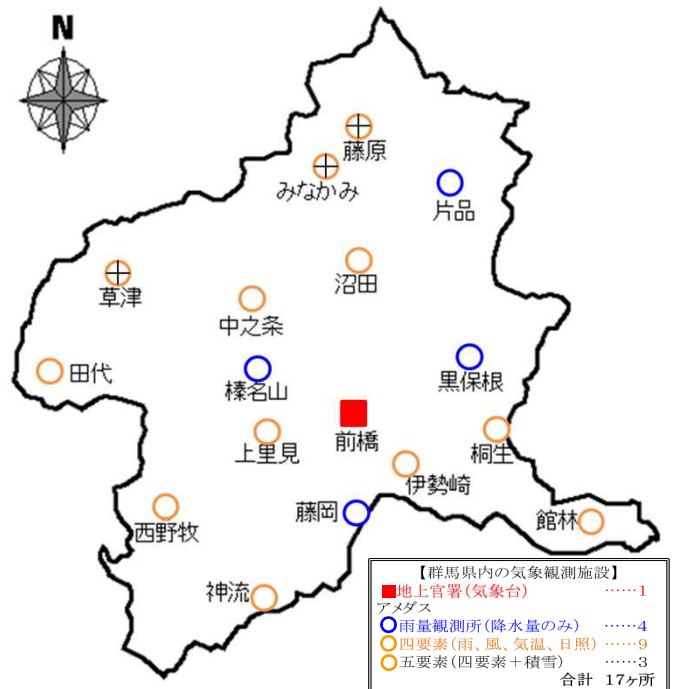 N
藤原
みなかみ
片品
沼田
草津
中之条
田代
榛名山
黒保根
前橋
上里見
桐生
伊勢崎
藤岡
館林
西野牧
神流
【群馬県内の気象観測施設】
地上官署(気象台) ……1
アメダス
雨量観測所(降水量のみ) ……4
四要素(雨、風、気温、日照) ……9
五要素(四要素+積雪) ……3
合計 17ヶ所